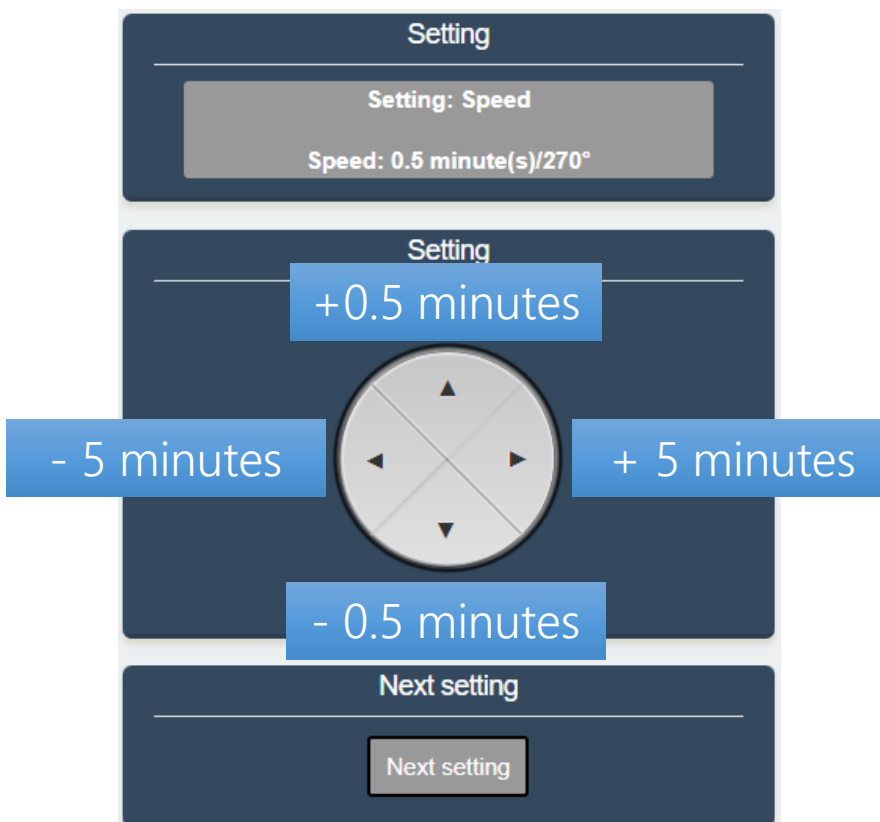 Setting
Setting: Speed
Speed: 0.5 minute(s)/270°
Setting
+0.5 minutes
- 5 minutes
+ 5 minutes
- 0.5 minutes
Next setting
Next setting